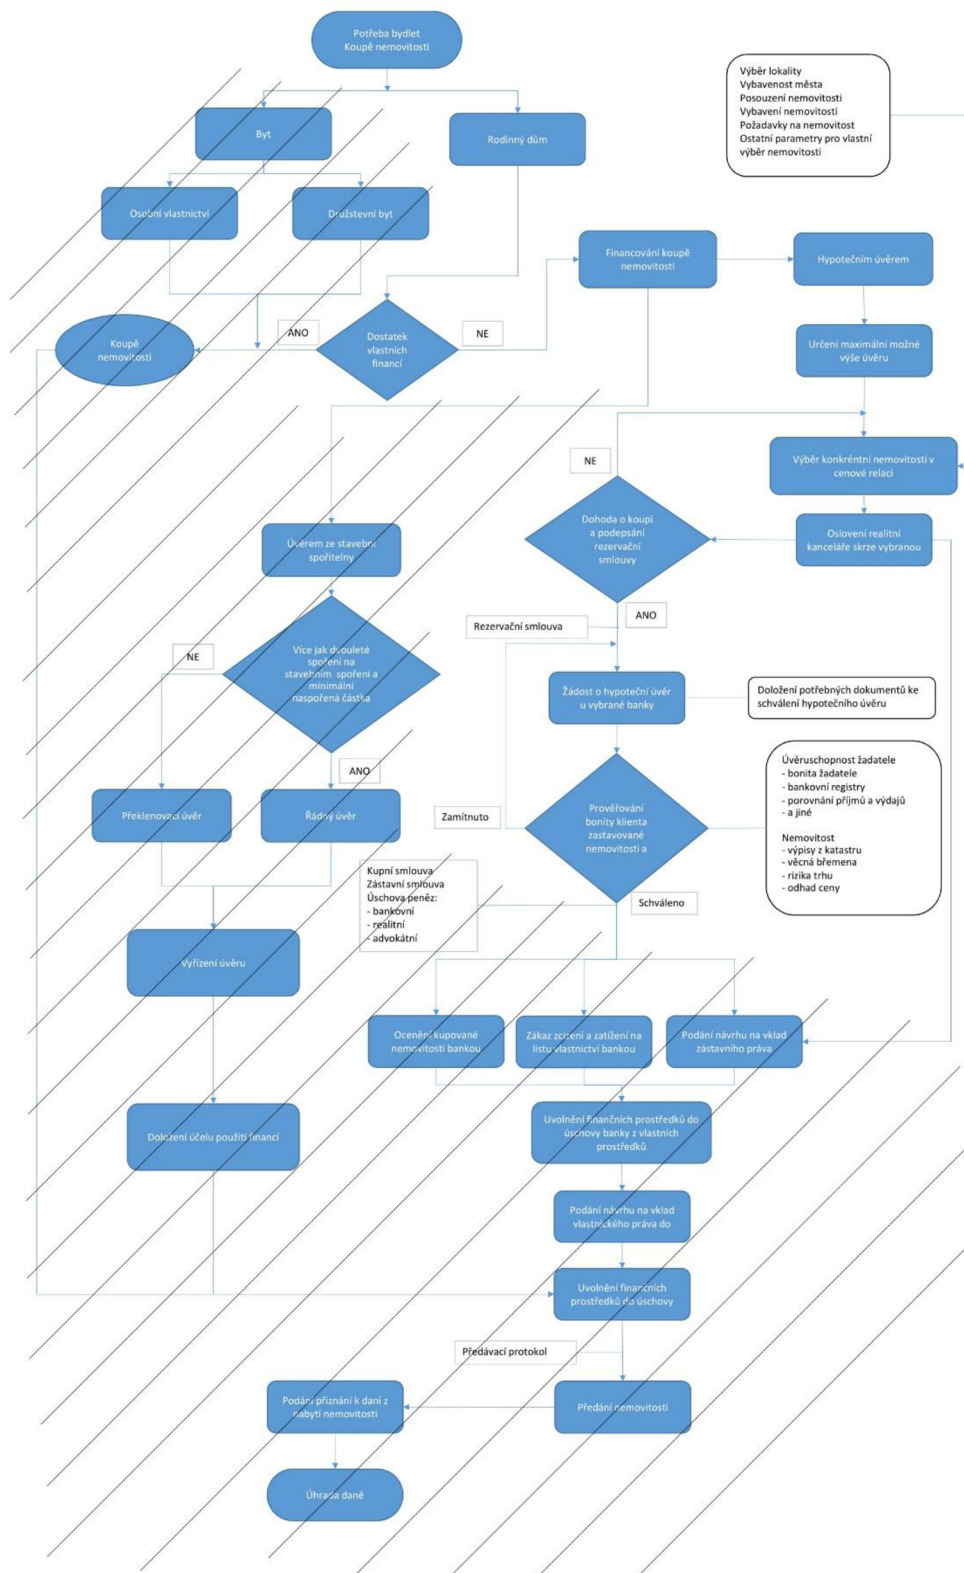 Potřeba bydlet
Koupě nemovitosti
Výběr lokality
Vybavenost města
Posouzení nemovitosti
Vybavení nemovitosti
Požadavky na nemovitost
Ostatní parametry pro vlastní
výběr nemovitosti
Byt
Rodinný dům
Osobní vlastnictví
Družstevní byt
Financování koupě
nemovitosti
Hypotečním úvěrem
Koupě
nemovitosti
ANO
Dostatek
vlastních
financí
NE
Určení maximální možné
výše úvěru
NE
Výběr konkréntní nemovitosti v
cenové relaci
Úvěrem ze stavební
spořitelny
Dohoda o koupi
a podepsání
rezervační
smlouvy
Oslovení realitní
kanceláře skrze vybranou
Rezervační smlouva
ANO
NE
Více jak dvouleté
spoření na
stavebním spoření a
minimální
naspořená částka
Žádost o hypoteční úvěr
u vybrané banky
Doložení potřebných dokumentů ke
schválení hypotečního úvěru
ANO
Překlenovací úvěr
Řádný úvěr
Zamítnuto
Prověřování
bonity klienta
zastavované
nemovitosti a
Úvěruschopnost žadatele
- bonita žadatele
- bankovní registry
- porovnání příjmů a výdajů
- a jiné
Nemovitost
- výpisy z katastru
- věcná břemena
- rizika trhu
- odhad ceny
Kupní smlouva
Zástavní smlouva
Úschova peněz:
- bankovní
- realitní
- advokátní
Schváleno
Vyřízení úvěru
Ocenění kupované
nemovitosti bankou
Zákaz zcizení a zatížení na
listu vlastnictví bankou
Podání návrhu na vklad
zástavního práva
Doložení účelu použití financí
Uvolnění finančních prostředků do
úschovy banky z vlastních
prostředků
Podání návrhu na vklad
vlastnického práva do
Uvolnění financních
prostředků do úschovy
Předávací protokol
Podání přiznání k dani z
nabytí nemovitosti
Předání nemovitosti
Úhrada daně